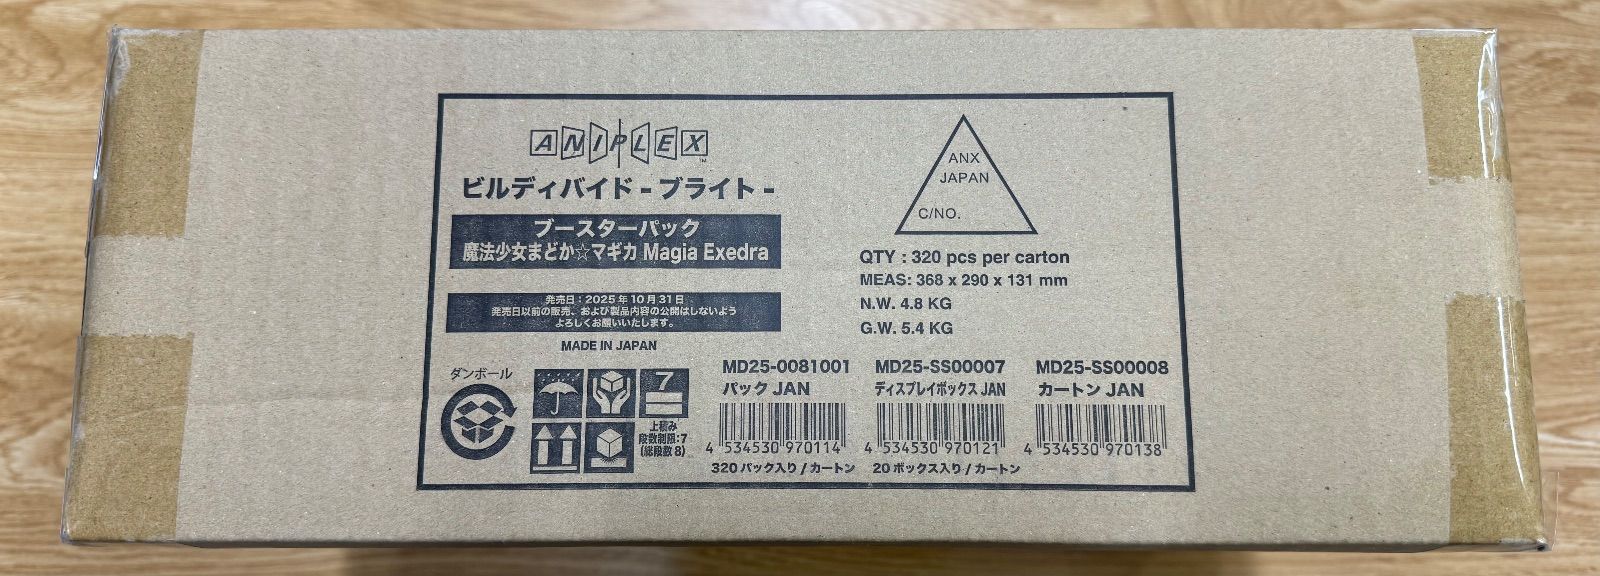 ANIPLEX
ビルディバイド - ブライト -
ブースターパック
魔法少女まどか☆マギカ Magia Exedra
発売日：2025年10月31日
発売日以前の販売、および製品内容の公開はしないよう
よろしくお願いいたします。
MADE IN JAPAN
ANX
JAPAN
C/NO.
QTY : 320 pcs per carton
MEAS: 368 x 290 x 131 mm
N.W. 4.8 KG
G.W. 5.4 KG
ダンボール
7
上積み
段数制限:7
(総段数8)
MD25-0081001
パック JAN
4 534530 970114
320 パック入り / カートン
MD25-SS00007
ディスプレイボックス JAN
4 534530 970121
20 ボックス入り / カートン
MD25-SS00008
カートン JAN
4 534530 970138